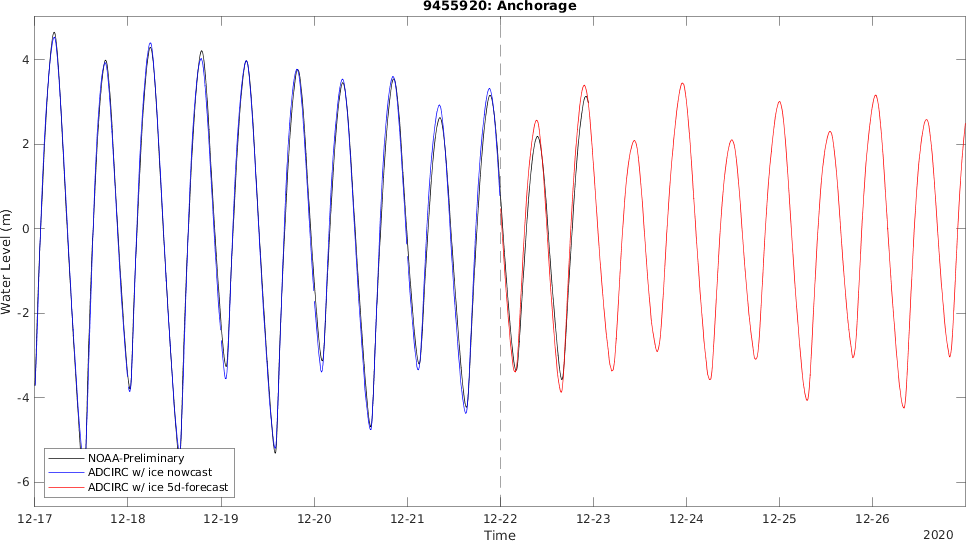 9455920: Anchorage
Water Level (m)
4
2
0
-2
-4
-6
NOAA-Preliminary
ADCIRC w/ ice nowcast
ADCIRC w/ ice 5d-forecast
12-17 12-18 12-19 12-20 12-21 12-22 12-23 12-24 12-25 12-26
Time
2020